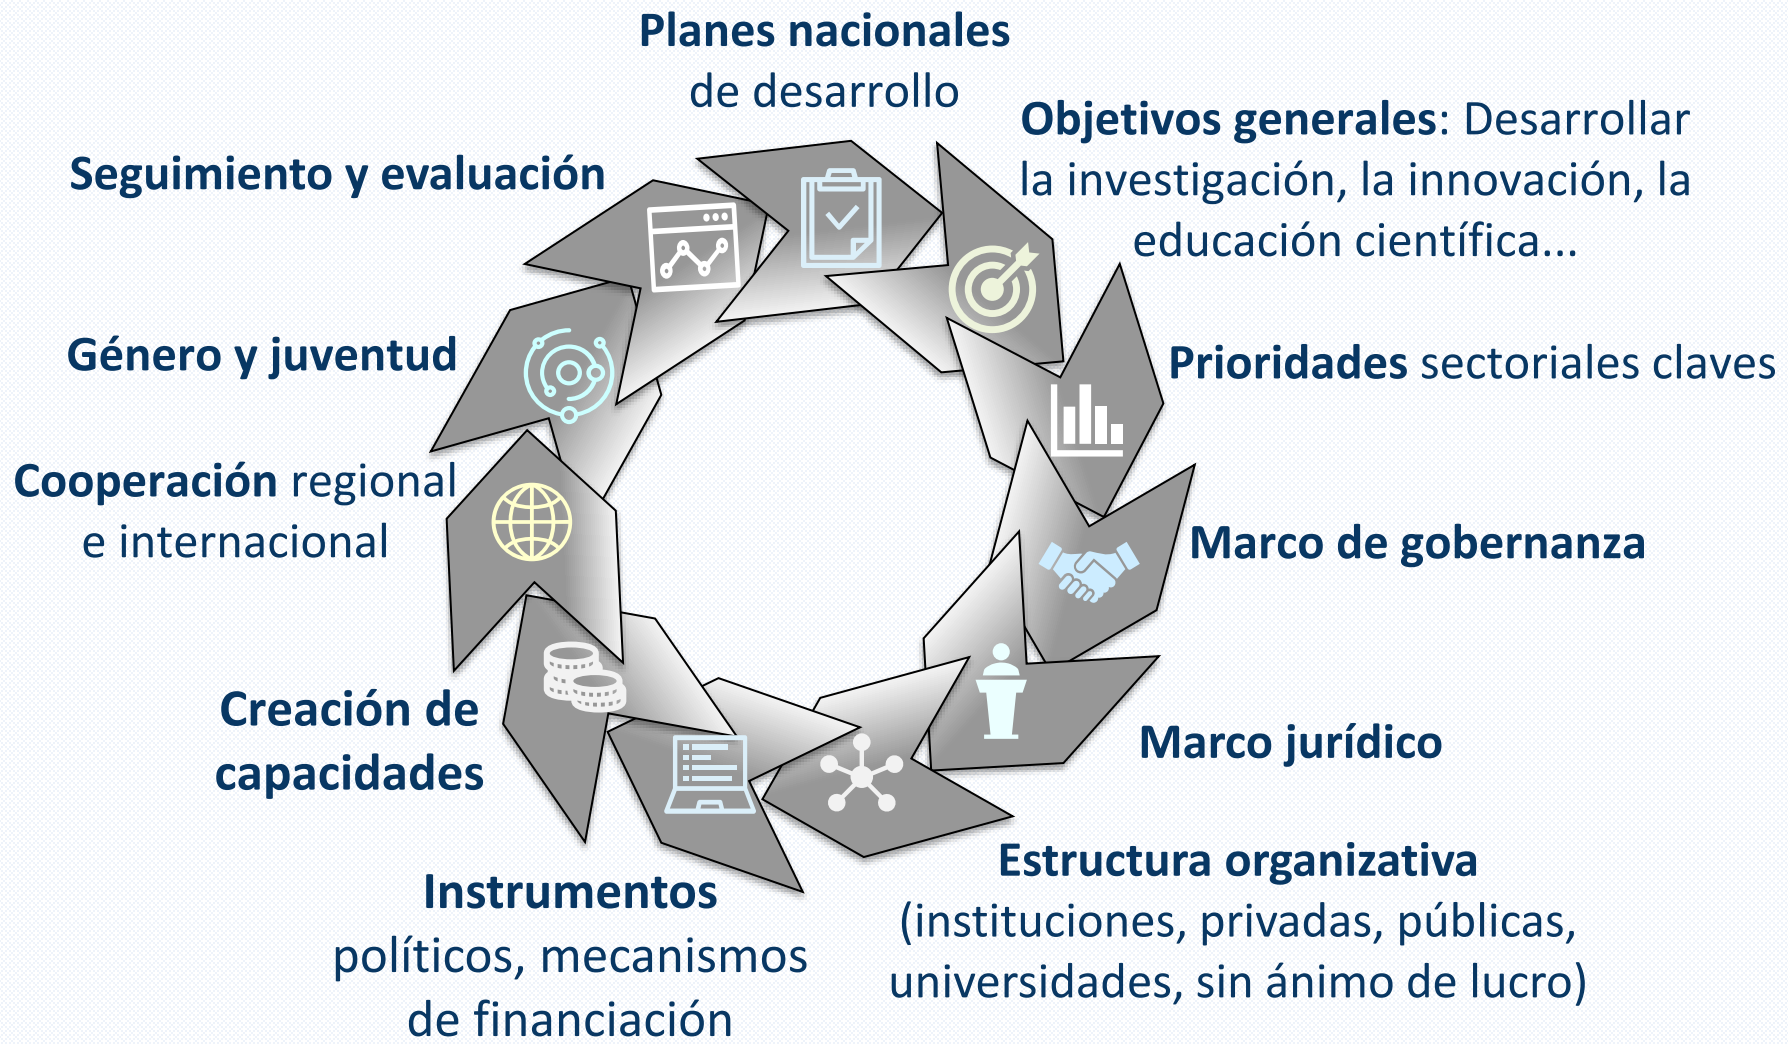 Planes nacionales
de desarrollo
Objetivos generales: Desarrollar
la investigación, la innovación, la
educación científica...
Prioridades sectoriales claves
Marco de gobernanza
Marco jurídico
Estructura organizativa
(instituciones, privadas, públicas,
universidades, sin ánimo de lucro)
Instrumentos
políticos, mecanismos
de financiación
Creación de
capacidades
Cooperación regional
e internacional
Género y juventud
Seguimiento y evaluación